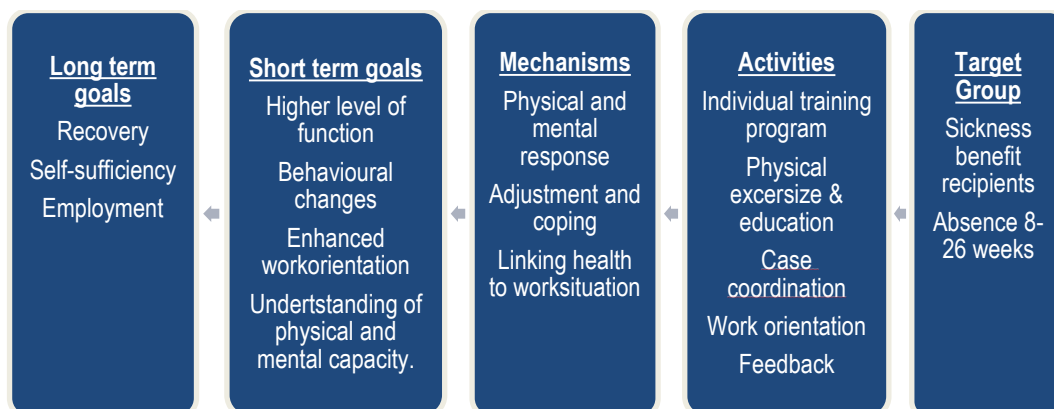 Long term
goals
Recovery
Self-sufficiency
Employment
Short term goals
Higher level of
function
Behavioural
changes
Enhanced
workorientation
Undertstanding of
physical and
mental capacity.
Mechanisms
Physical and
mental
response
Adjustment and
coping
Linking health
to worksituation
Activities
Individual training
program
Physical
excersize &
education
Case
coordination
Work orientation
Feedback
Target
Group
Sickness
benefit
recipients
Absence 8-
26 weeks